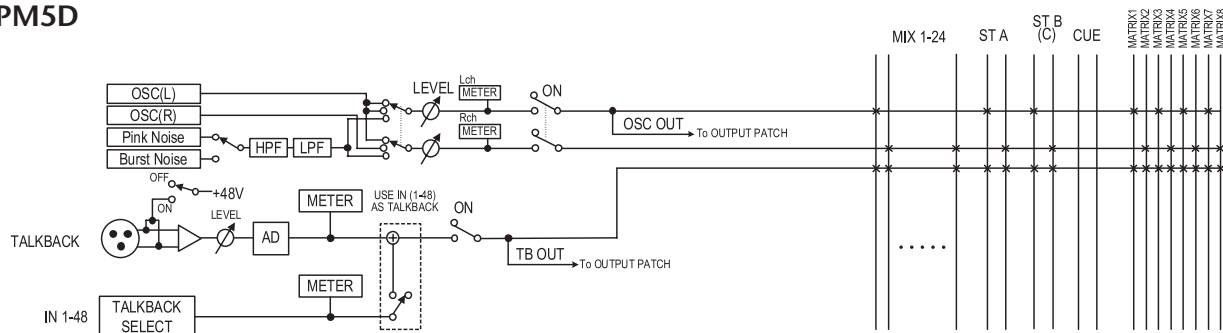 PM5D
MIX 1-24
ST A
ST B
(C)
CUE
MATRIX1
MATRIX2
MATRIX3
MATRIX4
MATRIX5
MATRIX6
MATRIX7
MATRIX8
OSC(L)
OSC(R)
Pink Noise
Burst Noise
HPF
LPF
LEVEL
Lch
METER
Rch
METER
ON
OSC OUT
To OUTPUT PATCH
OFF
+48V
ON
LEVEL
TALKBACK
AD
METER
USE IN (1-48)
AS TALKBACK
ON
TB OUT
To OUTPUT PATCH
METER
IN 1-48
TALKBACK
SELECT